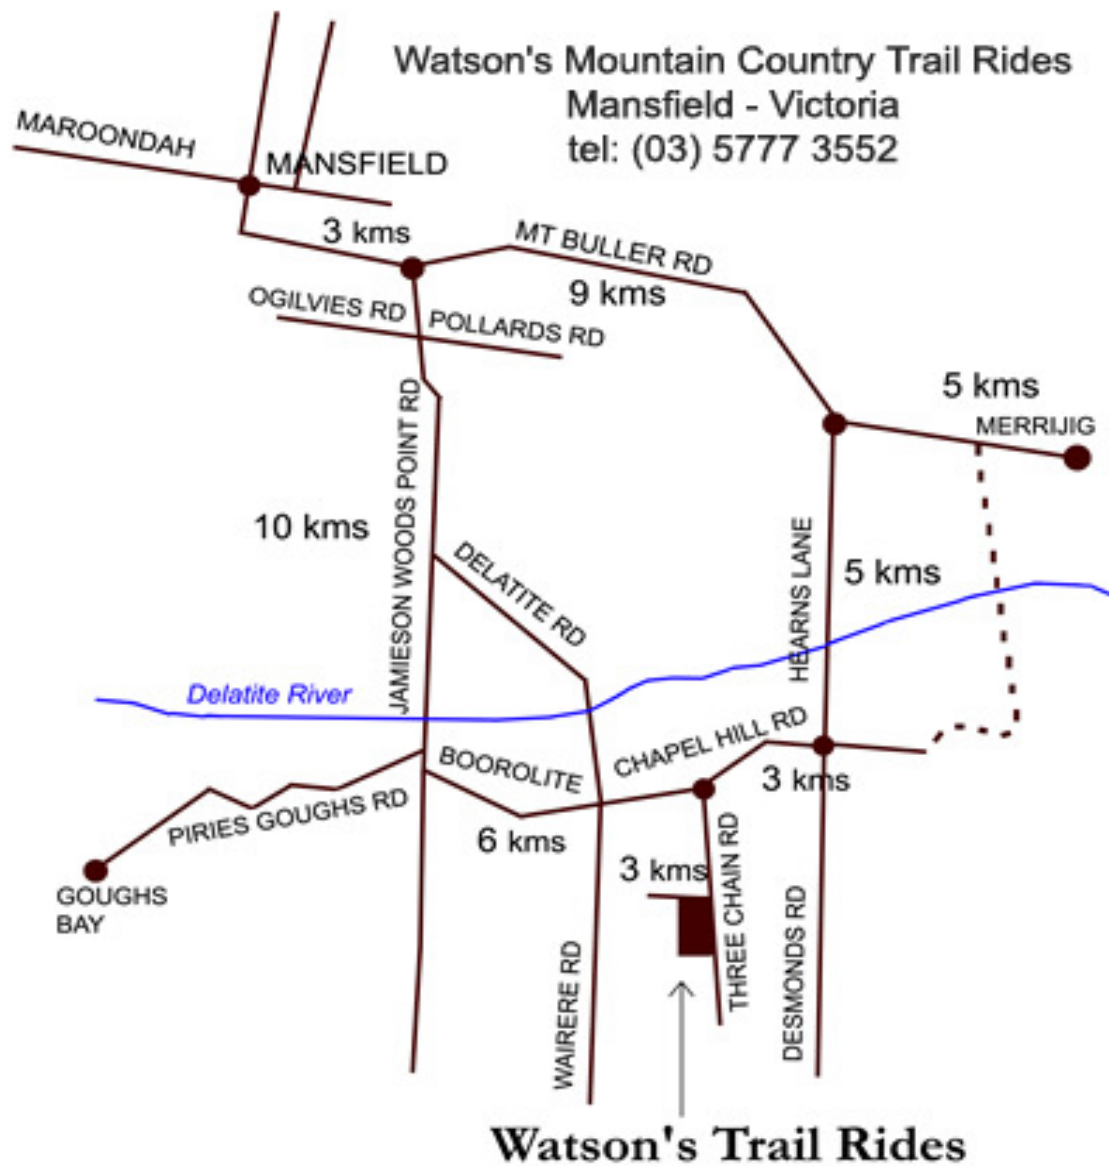 Watson's Mountain Country Trail Rides
Mansfield - Victoria
tel: (03) 5777 3552
MAROONDAH
MANSFIELD
3 kms
MT BULLER RD
9 kms
OGILVIES RD
POLLARDS RD
5 kms
MERRIJIG
JAMIESON WOODS POINT RD
10 kms
DELATITE RD
HEARNS LANE
5 kms
Delatite River
BOOROLITE
CHAPEL HILL RD
3 kms
PIRIES GOUGHS RD
6 kms
3 kms
THREE CHAIN RD
GOUGHS
BAY
WAIRERE RD
DESMONDS RD
Watson's Trail Rides